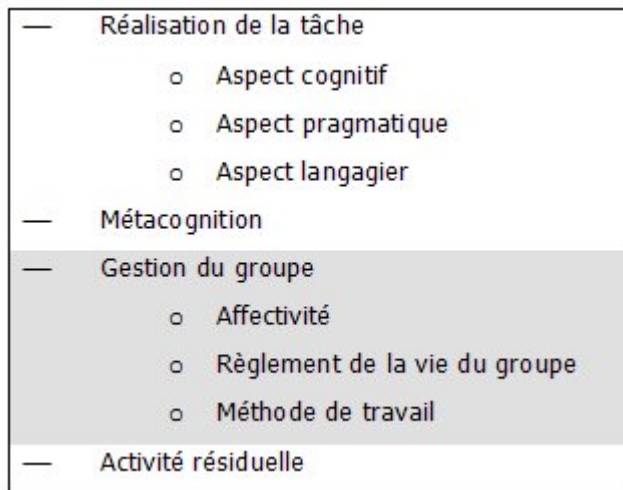 — Réalisation de la tâche
o Aspect cognitif
o Aspect pragmatique
o Aspect langagier
— Métacognition
— Gestion du groupe
o Affectivité
o Règlement de la vie du groupe
o Méthode de travail
— Activité résiduelle